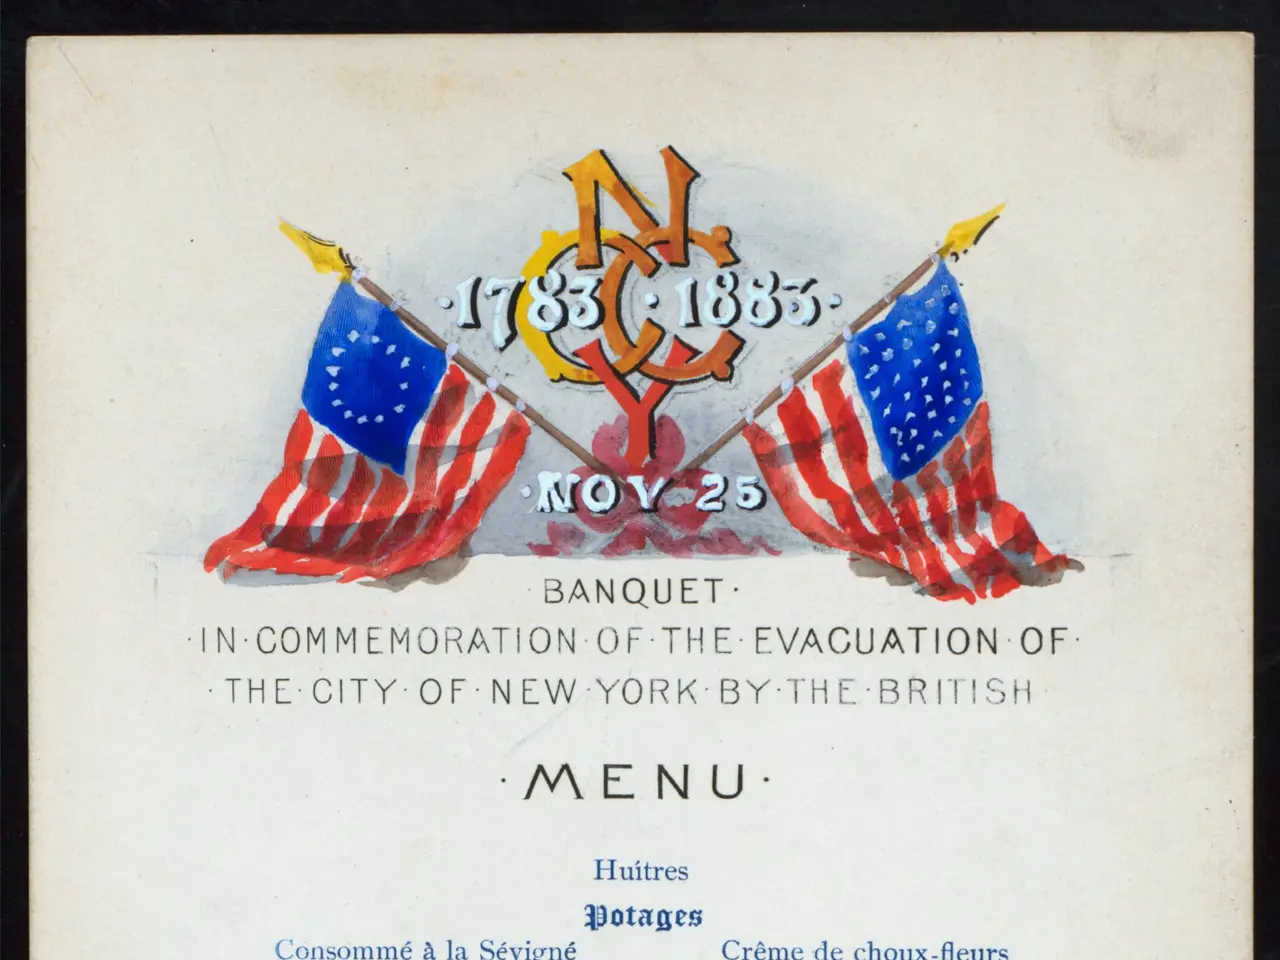 N
C C
·1783·1883·
Y
·NOV 25
·BANQUET·
·IN·COMMEMORATION·OF·THE·EVACUATION·OF·
·THE·CITY·OF·NEW·YORK·BY·THE·BRITISH
·MENU·
Huîtres
Potages
Consommé à la Sévigné Crême de choux-fleurs